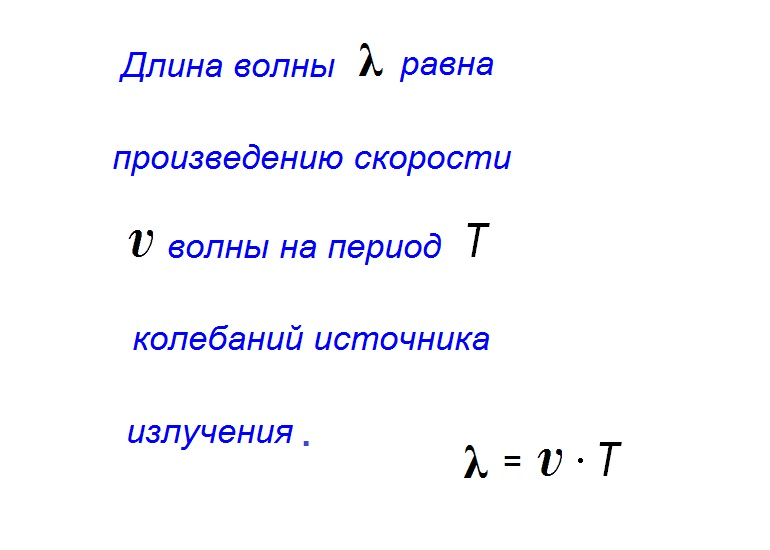 Длина волны λ равна
произведению скорости
υ волны на период T
колебаний источника
излучения .
λ = υ · T